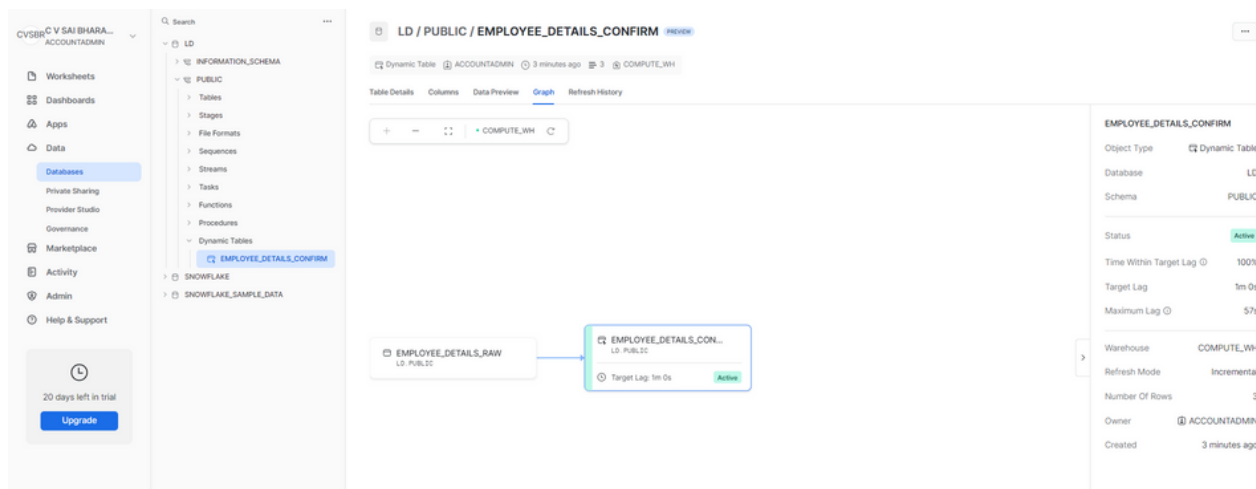 CVSBR C V SAI BHARA...
ACCOUNTADMIN
Worksheets
Dashboards
Apps
Data
Databases
Private Sharing
Provider Studio
Governance
Marketplace
Activity
Admin
Help & Support
20 days left in trial
Upgrade
Search
LD
INFORMATION_SCHEMA
PUBLIC
Tables
Stages
File Formats
Sequences
Streams
Tasks
Functions
Procedures
Dynamic Tables
EMPLOYEE_DETAILS_CONFIRM
SNOWFLAKE
SNOWFLAKE_SAMPLE_DATA
LD / PUBLIC / EMPLOYEE_DETAILS_CONFIRM PREVIEW
Dynamic Table ACCOUNTADMIN 3 minutes ago 3 COMPUTE_WH
Table Details Columns Data Preview Graph Refresh History
COMPUTE_WH
EMPLOYEE_DETAILS_RAW
LD.PUBLIC
EMPLOYEE_DETAILS_CON...
LD.PUBLIC
Target Lag: 1m 0s Active
EMPLOYEE_DETAILS_CONFIRM
Object Type Dynamic Table
Database LD
Schema PUBLIC
Status Active
Time Within Target Lag 100%
Target Lag 1m 0s
Maximum Lag 57s
Warehouse COMPUTE_WH
Refresh Mode Incremental
Number Of Rows 3
Owner ACCOUNTADMIN
Created 3 minutes ago